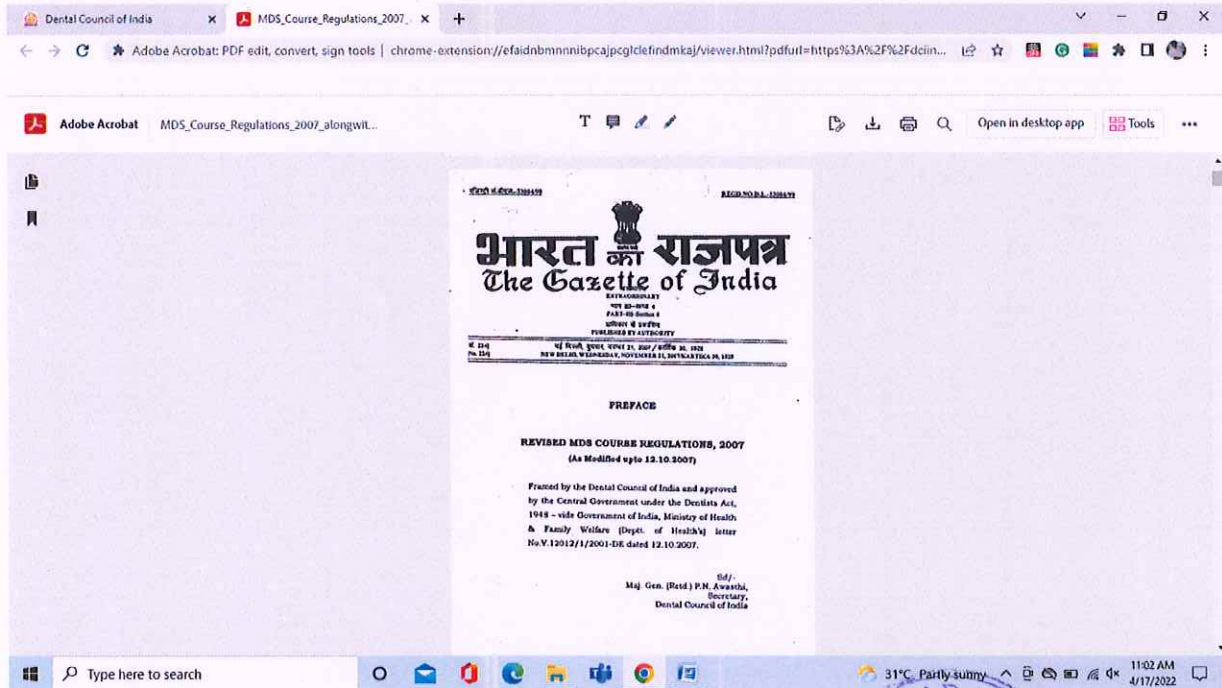 Dental Council of India
MDS_Course_Regulations_2007_
Adobe Acrobat: PDF edit, convert, sign tools | chrome-extension://efaidnbmnnnibpcajpcglclefindmkaj/viewer.html?pdfurl=https%3A%2F%2Fdciin...
Adobe Acrobat MDS_Course_Regulations_2007_alongwit...
Open in desktop app Tools
भारत का राजपत्र
The Gazette of India
EXTRAORDINARY
PUBLISHED BY AUTHORITY
PREFACE
REVISED MDS COURSE REGULATIONS, 2007
(As Modified upto 12.10.2007)
Framed by the Dental Council of India and approved
by the Central Government under the Dentists Act,
1948 – vide Government of India, Ministry of Health
& Family Welfare (Deptt. of Health's) letter
No.V.12012/1/2001-DE dated 12.10.2007.
Sd/-
Maj. Gen. (Retd.) P.N. Awasthi,
Secretary,
Dental Council of India
Type here to search
31°C Partly sunny
11:02 AM
4/17/2022